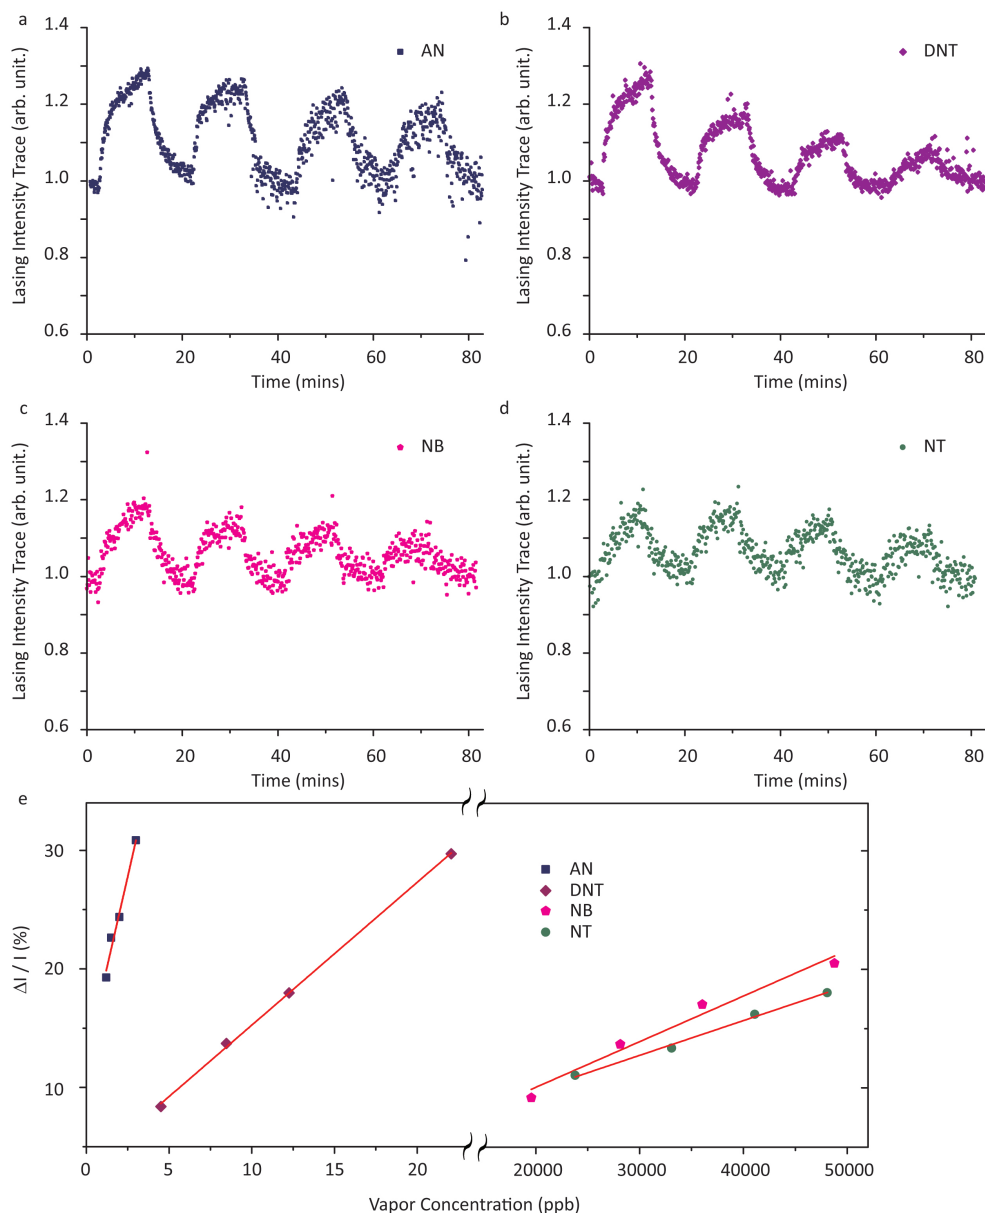 a
Lasing Intensity Trace (arb. unit.)
1.4
1.2
1.0
0.8
0.6
AN
0 20 40 60 80
Time (mins)
b
Lasing Intensity Trace (arb. unit.)
1.4
1.2
1.0
0.8
0.6
DNT
0 20 40 60 80
Time (mins)
c
Lasing Intensity Trace (arb. unit.)
1.4
1.2
1.0
0.8
0.6
NB
0 20 40 60 80
Time (mins)
d
Lasing Intensity Trace (arb. unit.)
1.4
1.2
1.0
0.8
0.6
NT
0 20 40 60 80
Time (mins)
e
ΔI / I (%)
30
20
10
AN
DNT
NB
NT
0 5 10 15 20 20000 30000 40000 50000
Vapor Concentration (ppb)